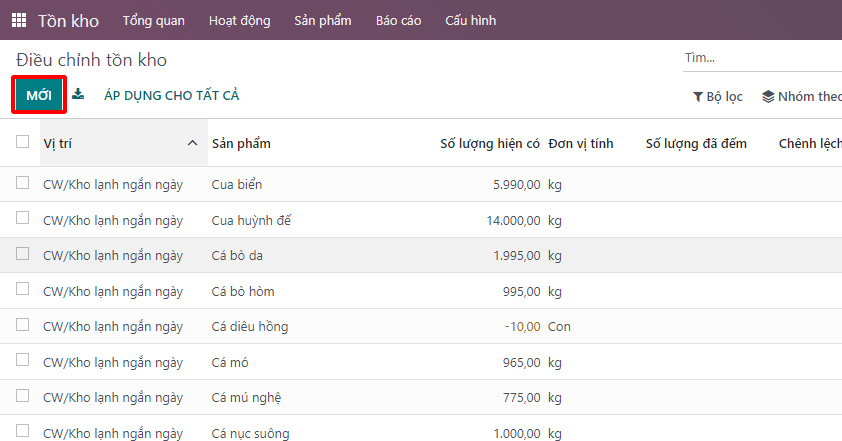 Tồn kho Tổng quan Hoạt động Sản phẩm Báo cáo Cấu hình
Điều chỉnh tồn kho Tìm...
MỚI ÁP DỤNG CHO TẤT CẢ Bộ lọc Nhóm theo
Vị trí Sản phẩm Số lượng hiện có Đơn vị tính Số lượng đã đếm Chênh lệch
CW/Kho lạnh ngắn ngày Cua biển 5.990,00 kg
CW/Kho lạnh ngắn ngày Cua huỳnh đế 14.000,00 kg
CW/Kho lạnh ngắn ngày Cá bò da 1.995,00 kg
CW/Kho lạnh ngắn ngày Cá bò hòm 995,00 kg
CW/Kho lạnh ngắn ngày Cá diêu hồng -10,00 Con
CW/Kho lạnh ngắn ngày Cá mó 965,00 kg
CW/Kho lạnh ngắn ngày Cá mú nghệ 775,00 kg
CW/Kho lạnh ngắn ngày Cá nục suông 1.000,00 kg